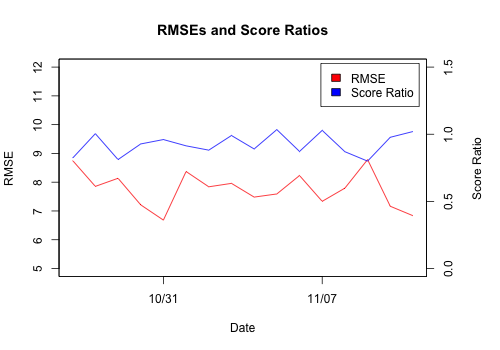 RMSEs and Score Ratios
RMSE
Score Ratio
12
11
10
9
8
7
6
5
RMSE
1.5
1.0
0.5
0.0
Score Ratio
10/31
11/07
Date